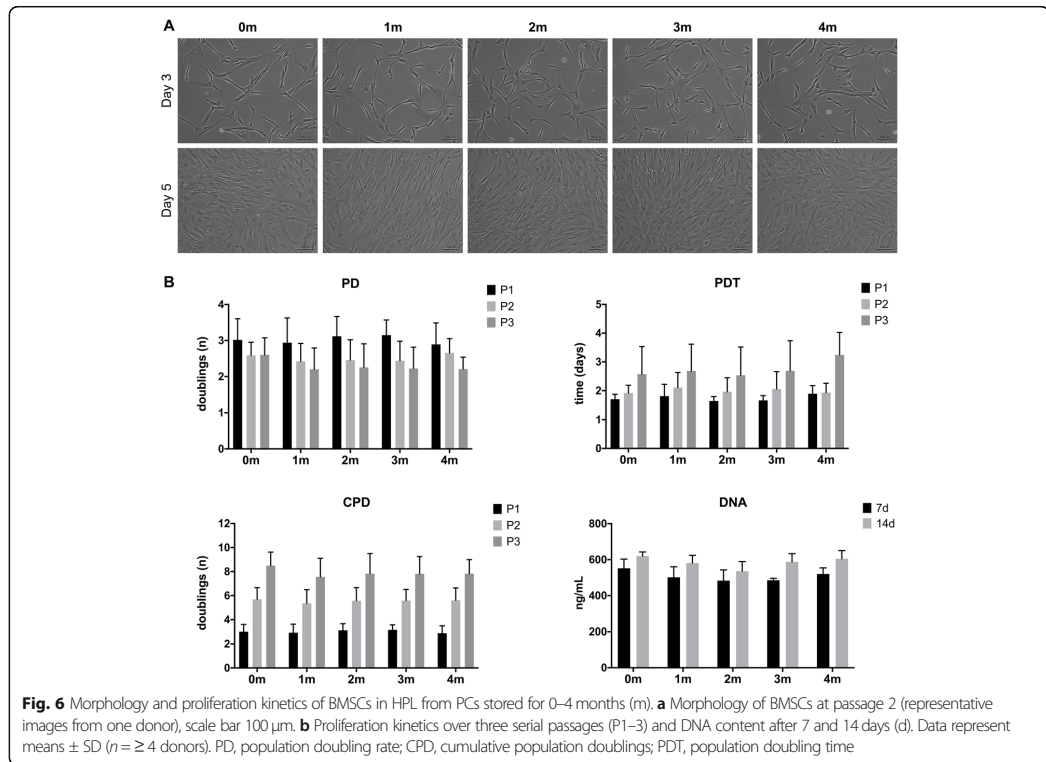 A
0m 1m 2m 3m 4m
Day 3
Day 5
B
PD
P1
P2
P3
doublings (n)
4
3
2
1
0
0m 1m 2m 3m 4m
PDT
P1
P2
P3
time (days)
5
4
3
2
1
0
0m 1m 2m 3m 4m
CPD
P1
P2
P3
doublings (n)
12
10
8
6
4
2
0
0m 1m 2m 3m 4m
DNA
7d
14d
ng/mL
800
600
400
200
0
0m 1m 2m 3m 4m
Fig. 6 Morphology and proliferation kinetics of BMSCs in HPL from PCs stored for 0–4 months (m). a Morphology of BMSCs at passage 2 (representative
images from one donor), scale bar 100 μm. b Proliferation kinetics over three serial passages (P1–3) and DNA content after 7 and 14 days (d). Data represent
means ± SD (n = ≥ 4 donors). PD, population doubling rate; CPD, cumulative population doublings; PDT, population doubling time